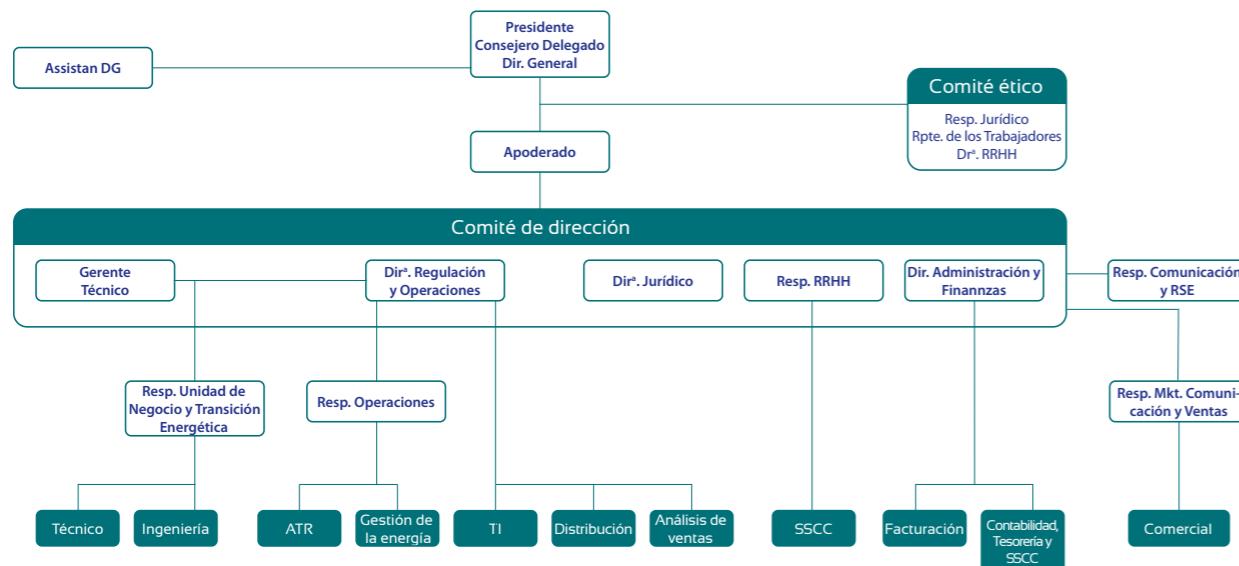 Presidente
Consejero Delegado
Dir. General
Assistan DG
Comité ético
Resp. Jurídico
Rpte. de los Trabajadores
Drª. RRHH
Apoderado
Comité de dirección
Gerente
Técnico
Dirª. Regulación
y Operaciones
Dirª. Jurídico
Resp. RRHH
Dir. Administración y
Finannzas
Resp. Comunicación
y RSE
Resp. Unidad de
Negocio y Transición
Energética
Resp. Operaciones
Resp. Mkt. Comuni-
cación y Ventas
Técnico
Ingeniería
ATR
Gestión de
la energía
TI
Distribución
Análisis de
ventas
SSCC
Facturación
Contabilidad,
Tesorería y
SSCC
Comercial